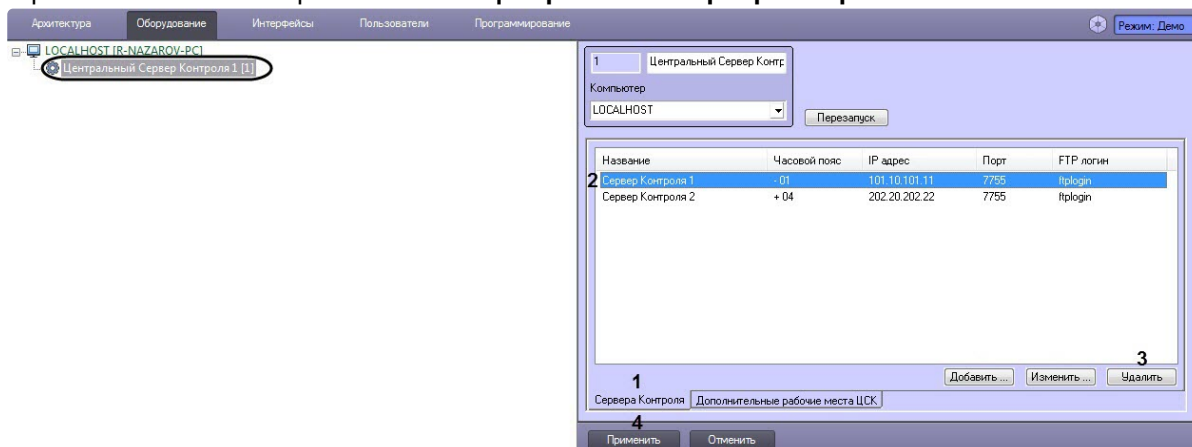 Архитектура Оборудование Интерфейсы Пользователи Программирование Режим: Демо
LOCALHOST [R-NAZAROV-PC]
Центральный Сервер Контроля 1 [1]
1 Центральный Сервер Контр
Компьютер
LOCALHOST
Перезапуск
Название Часовой пояс IP адрес Порт FTP логин
2 Сервер Контроля 1 - 01 101.10.101.11 7755 ftplogin
Сервер Контроля 2 + 04 202.20.202.22 7755 ftplogin
3
Добавить ... Изменить ... Удалить
1
Сервера Контроля Дополнительные рабочие места ЦСК
4
Применить Отменить